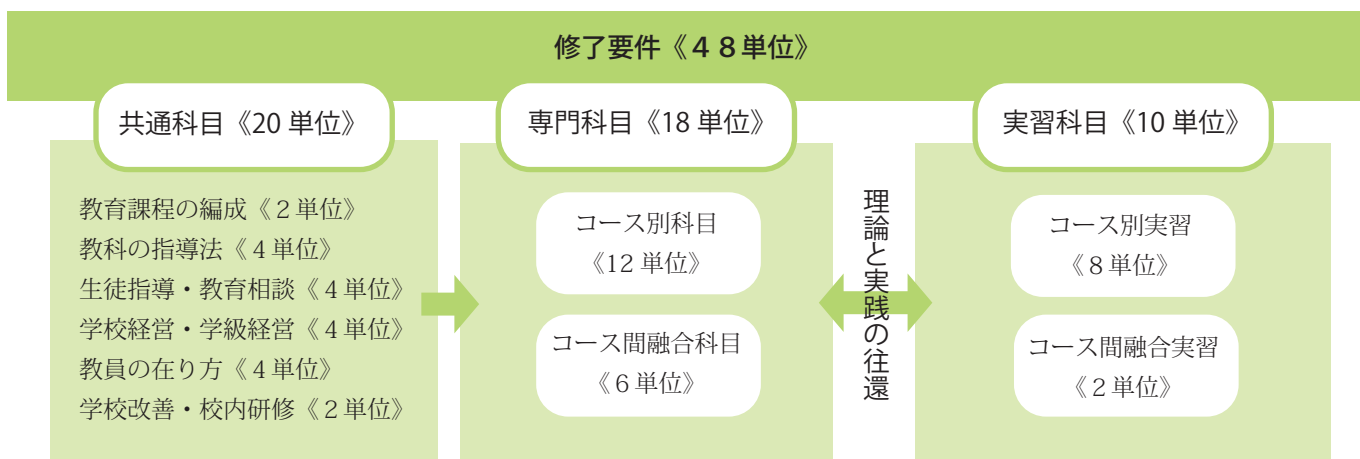 修了要件《４８単位》
共通科目《20 単位》
教育課程の編成《２単位》
教科の指導法《４単位》
生徒指導・教育相談《４単位》
学校経営・学級経営《４単位》
教員の在り方《４単位》
学校改善・校内研修《２単位》
専門科目《18 単位》
コース別科目
《12 単位》
コース間融合科目
《６単位》
理論と実践の往還
実習科目《10 単位》
コース別実習
《８単位》
コース間融合実習
《２単位》